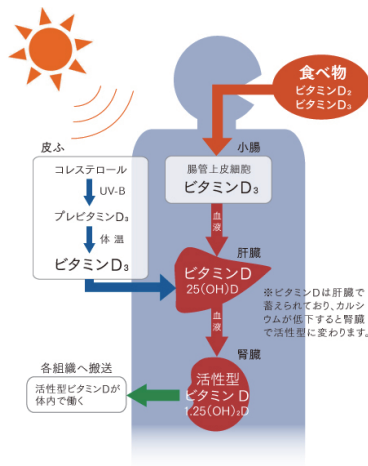 食べ物
ビタミンD₂
ビタミンD₃
皮ふ
コレステロール
UV-B
プレビタミンD₃
体 温
ビタミンD₃
小腸
腸管上皮細胞
ビタミンD₃
血液
肝臓
ビタミンD
25(OH)D
※ビタミンDは肝臓で
蓄えられており、カルシ
ウムが低下すると腎臓
で活性型に変わります。
血液
腎臓
活性型
ビタミン D
1.25(OH)₂D
各組織へ搬送
活性型ビタミンDが
体内で働く